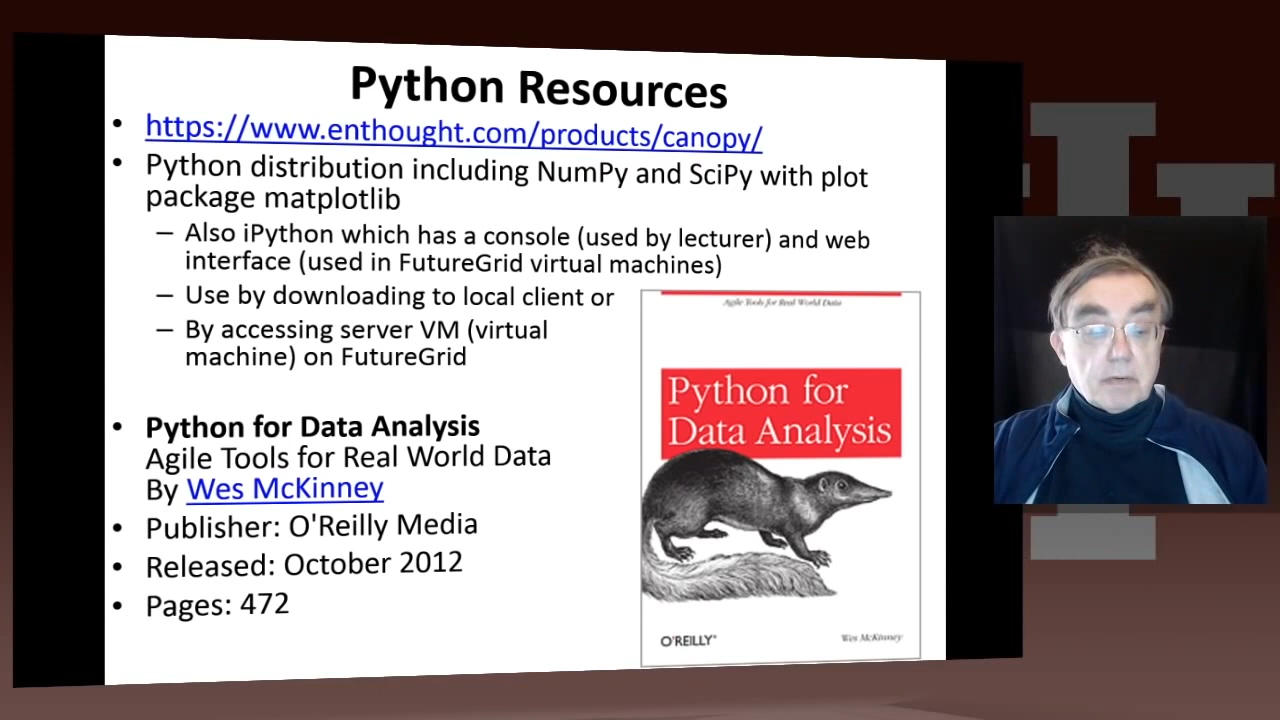 Python Resources
• https://www.enthought.com/products/canopy/
• Python distribution including NumPy and SciPy with plot
package matplotlib
– Also iPython which has a console (used by lecturer) and web
interface (used in FutureGrid virtual machines)
– Use by downloading to local client or
– By accessing server VM (virtual
machine) on FutureGrid
• Python for Data Analysis
Agile Tools for Real World Data
By Wes McKinney
• Publisher: O'Reilly Media
• Released: October 2012
• Pages: 472
Agile Tools for Real World Data
Python for
Data Analysis
O'REILLY®
Wes McKinney